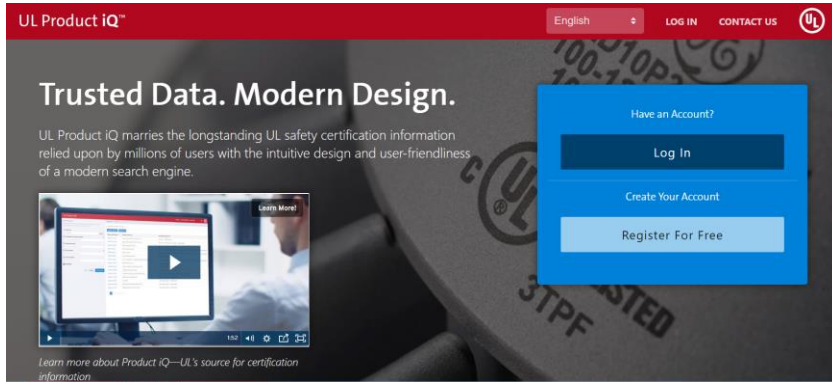 UL Product iQ™
English
LOG IN
CONTACT US
UL
Trusted Data. Modern Design.
UL Product iQ marries the longstanding UL safety certification information
relied upon by millions of users with the intuitive design and user-friendliness
of a modern search engine.
Learn More!
1:52
Learn more about Product iQ—UL's source for certification
information
Have an Account?
Log In
Create Your Account
Register For Free
C
UL
®
LISTED
3TPF